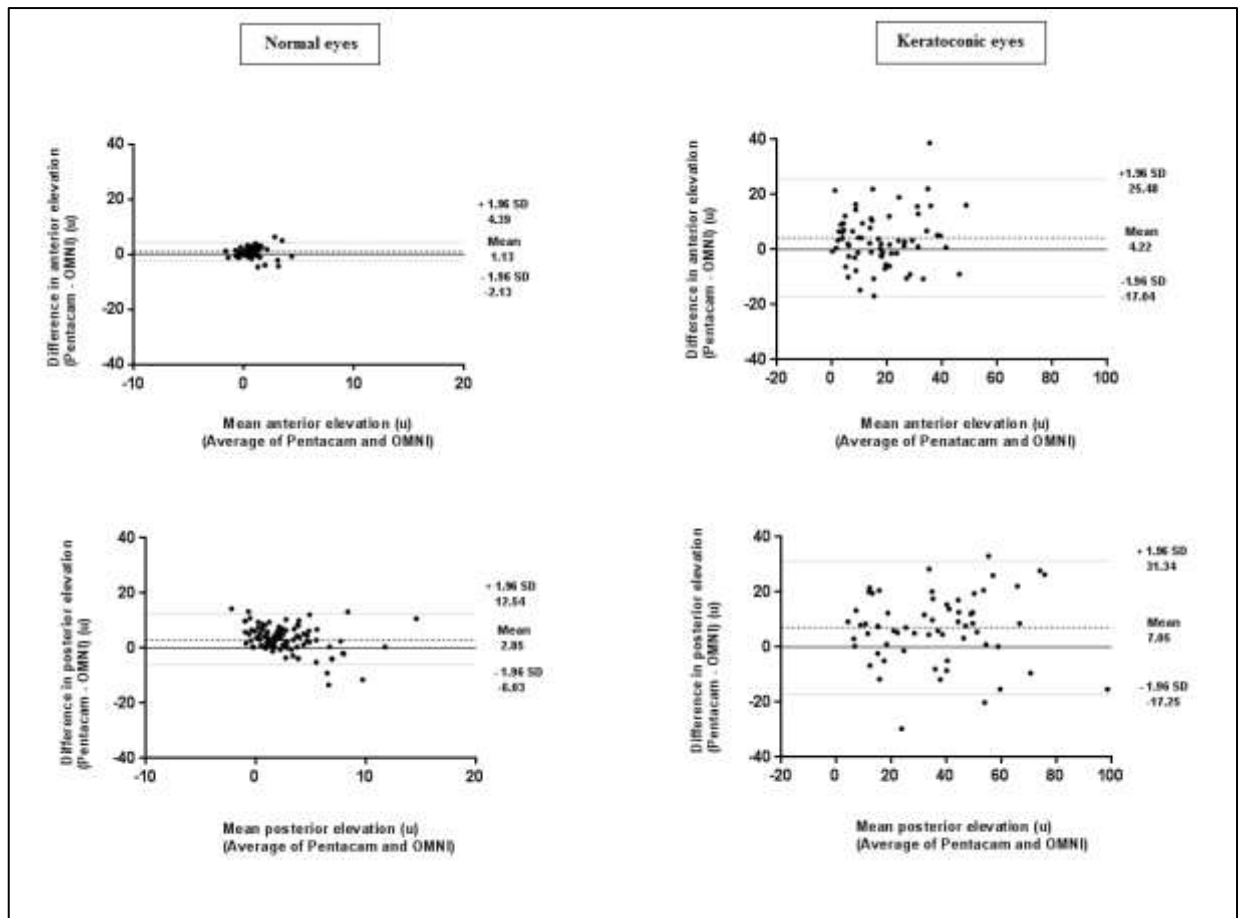 Normal eyes
Keratoconic eyes
Difference in anterior elevation
(Pentacam - OMNI) (u)
40
20
0
-20
-40
-10
0
10
20
+ 1.96 SD
4.39
Mean
1.13
- 1.96 SD
-2.13
Mean anterior elevation (u)
(Average of Pentacam and OMNI)
Difference in anterior elevation
(Pentacam - OMNI) (u)
40
20
0
-20
-40
-20
0
20
40
60
80
100
+1.96 SD
25.48
Mean
4.22
-1.96 SD
-17.04
Mean anterior elevation (u)
(Average of Penatacam and OMNI)
Difference in posterior elevation
(Pentacam - OMNI) (u)
40
20
0
-20
-40
-10
0
10
20
+ 1.96 SD
12.54
Mean
2.85
- 1.96 SD
Mean posterior elevation (u)
(Average of Pentacam and OMNI)
Difference in posterior elevation
(Pentacam - OMNI) (u)
40
20
0
-20
-40
-20
0
20
40
60
80
100
+ 1.96 SD
31.34
Mean
7.05
- 1.96 SD
-17.25
Mean posterior elevation (u)
(Average of Pentacam and OMNI)